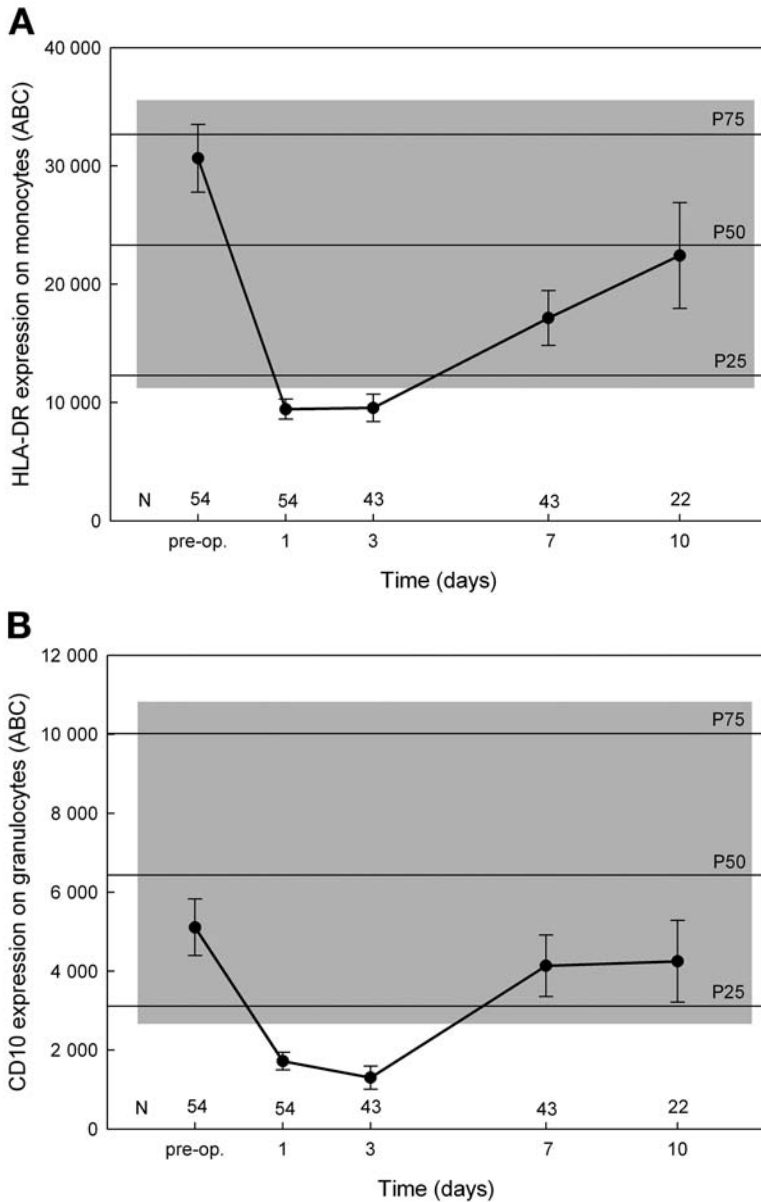 A
HLA-DR expression on monocytes (ABC)
40 000
30 000
20 000
10 000
0
P75
P50
P25
N 54 54 43 43 22
pre-op. 1 3 7 10
Time (days)
B
CD10 expression on granulocytes (ABC)
12 000
10 000
8 000
6 000
4 000
2 000
0
P75
P50
P25
N 54 54 43 43 22
pre-op. 1 3 7 10
Time (days)